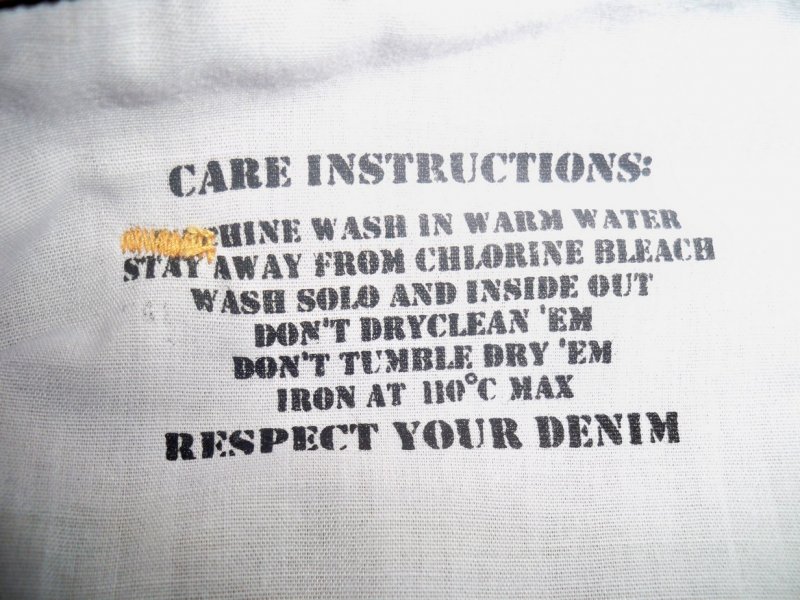 CARE INSTRUCTIONS:
HINE WASH IN WARM WATER
STAY AWAY FROM CHLORINE BLEACH
WASH SOLO AND INSIDE OUT
DON'T DRYCLEAN 'EM
DON'T TUMBLE DRY 'EM
IRON AT 110°C MAX
RESPECT YOUR DENIM